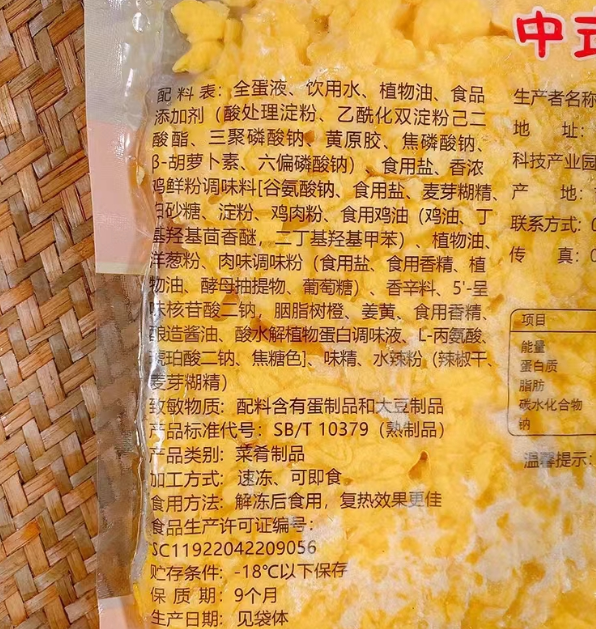 中式
配料表：全蛋液、饮用水、植物油、食品
添加剂（酸处理淀粉、乙酰化双淀粉己二
酸酯、三聚磷酸钠、黄原胶、焦磷酸钠、
β-胡萝卜素、六偏磷酸钠）、食用盐、香浓
鸡鲜粉调味料[谷氨酸钠、食用盐、麦芽糊精、
白砂糖、淀粉、鸡肉粉、食用鸡油（鸡油、丁
基羟基茴香醚，二丁基羟基甲苯）、植物油、
洋葱粉、肉味调味粉（食用盐、食用香精、植
物油、酵母抽提物、葡萄糖）、香辛料、5'-呈
味核苷酸二钠，胭脂树橙、姜黄、食用香精、
酿造酱油、酸水解植物蛋白调味液、L-丙氨酸、
琥珀酸二钠、焦糖色]、味精、水辣粉（辣椒干、
麦芽糊精）
致敏物质：配料含有蛋制品和大豆制品
产品标准代号：SB/T 10379（熟制品）
产品类别：菜肴制品
加工方式：速冻、可即食
食用方法：解冻后食用，复热效果更佳
食品生产许可证编号：
SC11922042209056
贮存条件：-18℃以下保存
保质期：9个月
生产日期：见袋体
生产者名称
地址：
科技产业园
产地：
联系方式：0
传真：0
项目
能量
蛋白质
脂肪
碳水化合物
钠
温馨提示：